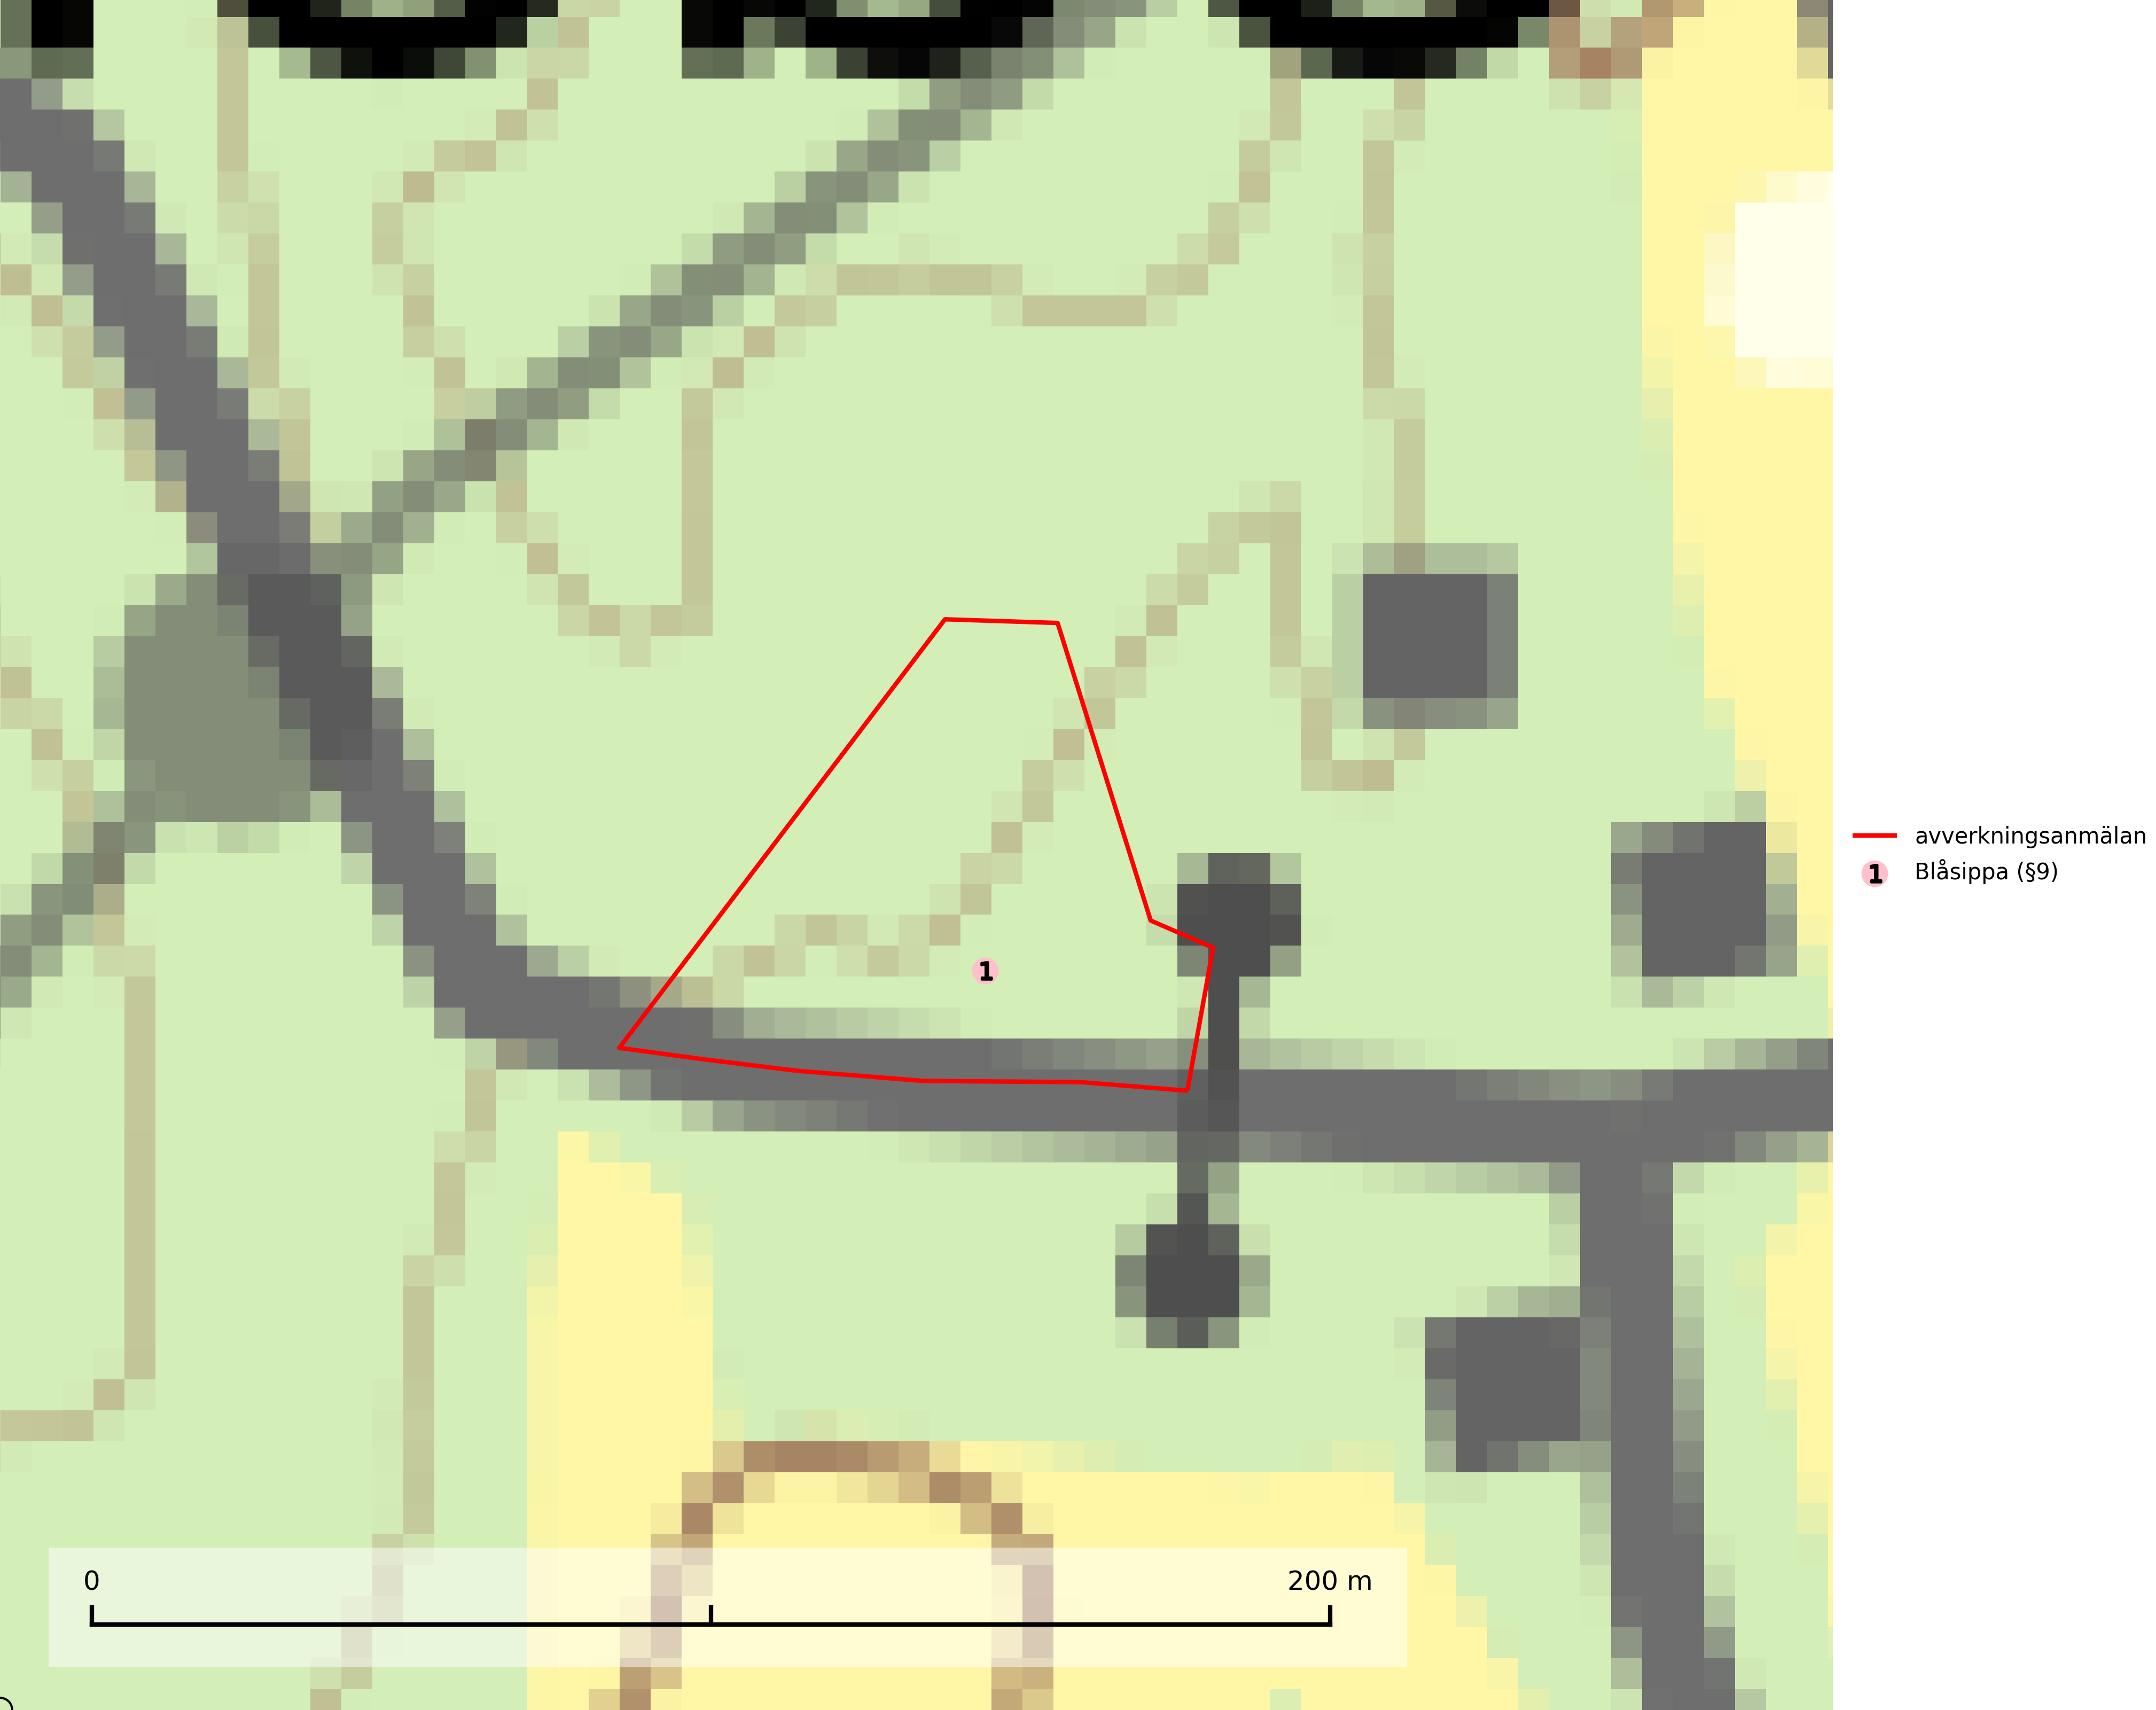 1
avverkningsanmälan
1 Blåsippa (§9)
0 200 m